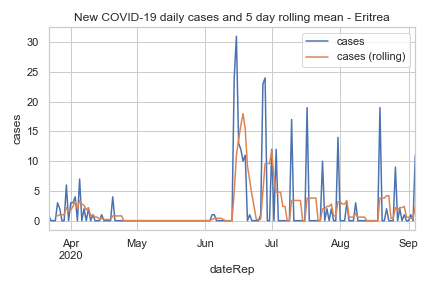 New COVID-19 daily cases and 5 day rolling mean - Eritrea
cases
cases (rolling)
30
25
20
15
10
5
0
cases
Apr
2020
May
Jun
Jul
Aug
Sep
dateRep